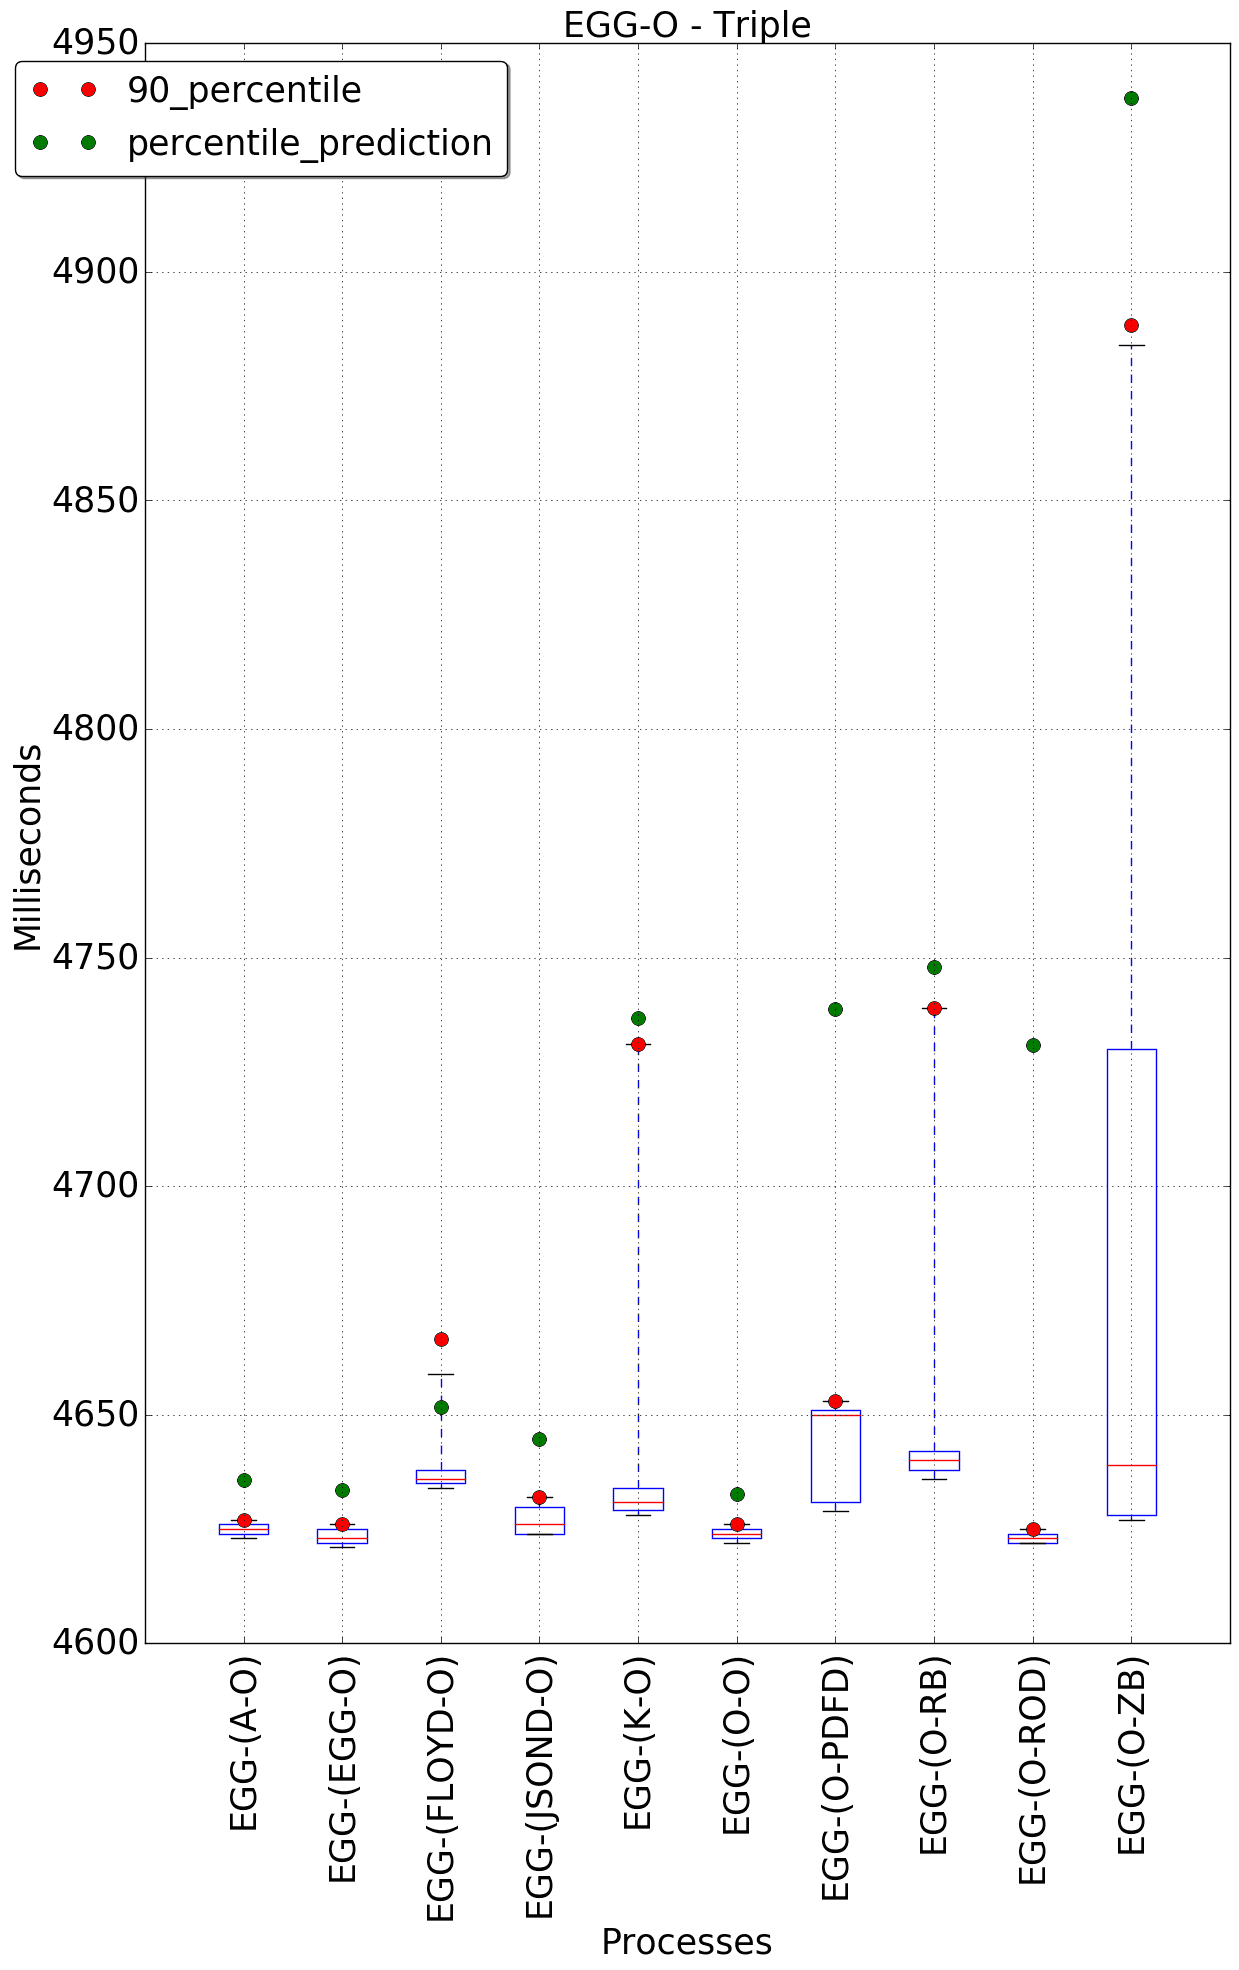 EGG-O - Triple
4950
90_percentile
percentile_prediction
4900
4850
4800
4750
4700
4650
4600
Milliseconds
EGG-(A-O)
EGG-(EGG-O)
EGG-(FLOYD-O)
EGG-(JSOND-O)
EGG-(K-O)
EGG-(O-O)
EGG-(O-PDFD)
EGG-(O-RB)
EGG-(O-ROD)
EGG-(O-ZB)
Processes